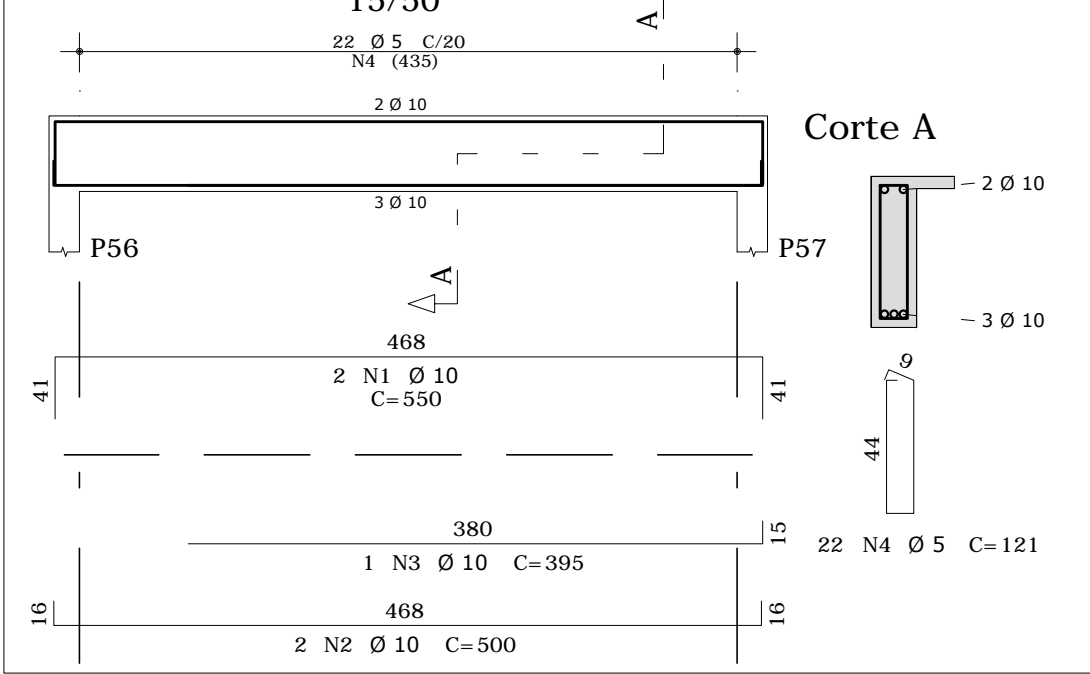 15/50
A
22 Ø 5 C/20
N4 (435)
2 Ø 10
Corte A
2 Ø 10
3 Ø 10
P56
P57
A
3 Ø 10
468
2 N1 Ø 10
C=550
41
41
9
44
380
15
1 N3 Ø 10 C=395
22 N4 Ø 5 C=121
16
468
16
2 N2 Ø 10 C=500